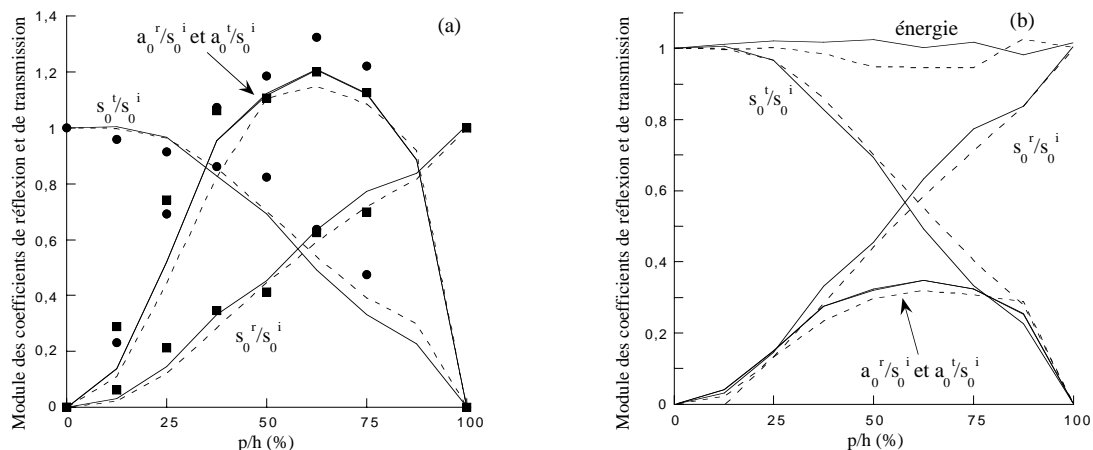 Module des coefficients de réflexion et de transmission
1,4
1,2
1
0,8
0,6
0,4
0,2
0
(a)
a₀ʳ/s₀ⁱ et a₀ᵗ/s₀ⁱ
s₀ᵗ/s₀ⁱ
s₀ʳ/s₀ⁱ
0 25 50 75 100
p/h (%)
Module des coefficients de réflexion et de transmission
1
0,8
0,6
0,4
0,2
0
énergie
(b)
s₀ᵗ/s₀ⁱ
s₀ʳ/s₀ⁱ
a₀ʳ/s₀ⁱ et a₀ᵗ/s₀ⁱ
0 25 50 75 100
p/h (%)